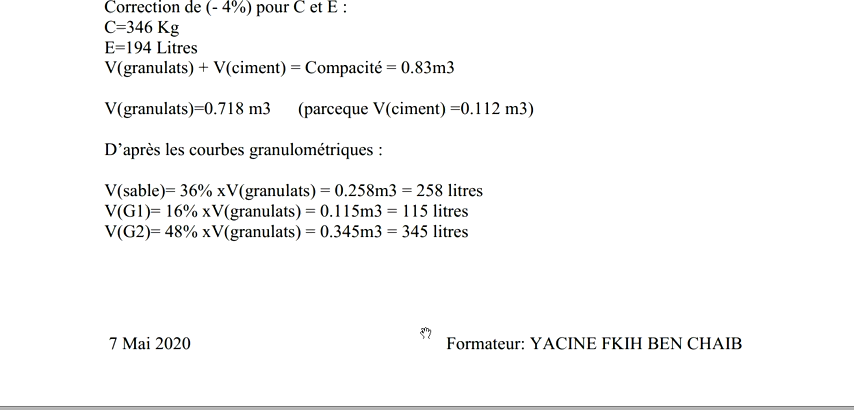 Correction de (- 4%) pour C et E :
C=346 Kg
E=194 Litres
V(granulats) + V(ciment) = Compacité = 0.83m3
V(granulats)=0.718 m3 (parceque V(ciment) =0.112 m3)
D’après les courbes granulométriques :
V(sable)= 36% xV(granulats) = 0.258m3 = 258 litres
V(G1)= 16% xV(granulats) = 0.115m3 = 115 litres
V(G2)= 48% xV(granulats) = 0.345m3 = 345 litres
7 Mai 2020 Formateur: YACINE FKIH BEN CHAIB